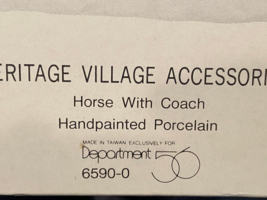 ERITAGE VILLAGE ACCESSOR
Horse With Coach
Handpainted Porcelain
MADE IN TAIWAN EXCLUSIVELY FOR
Department 56
6590-0